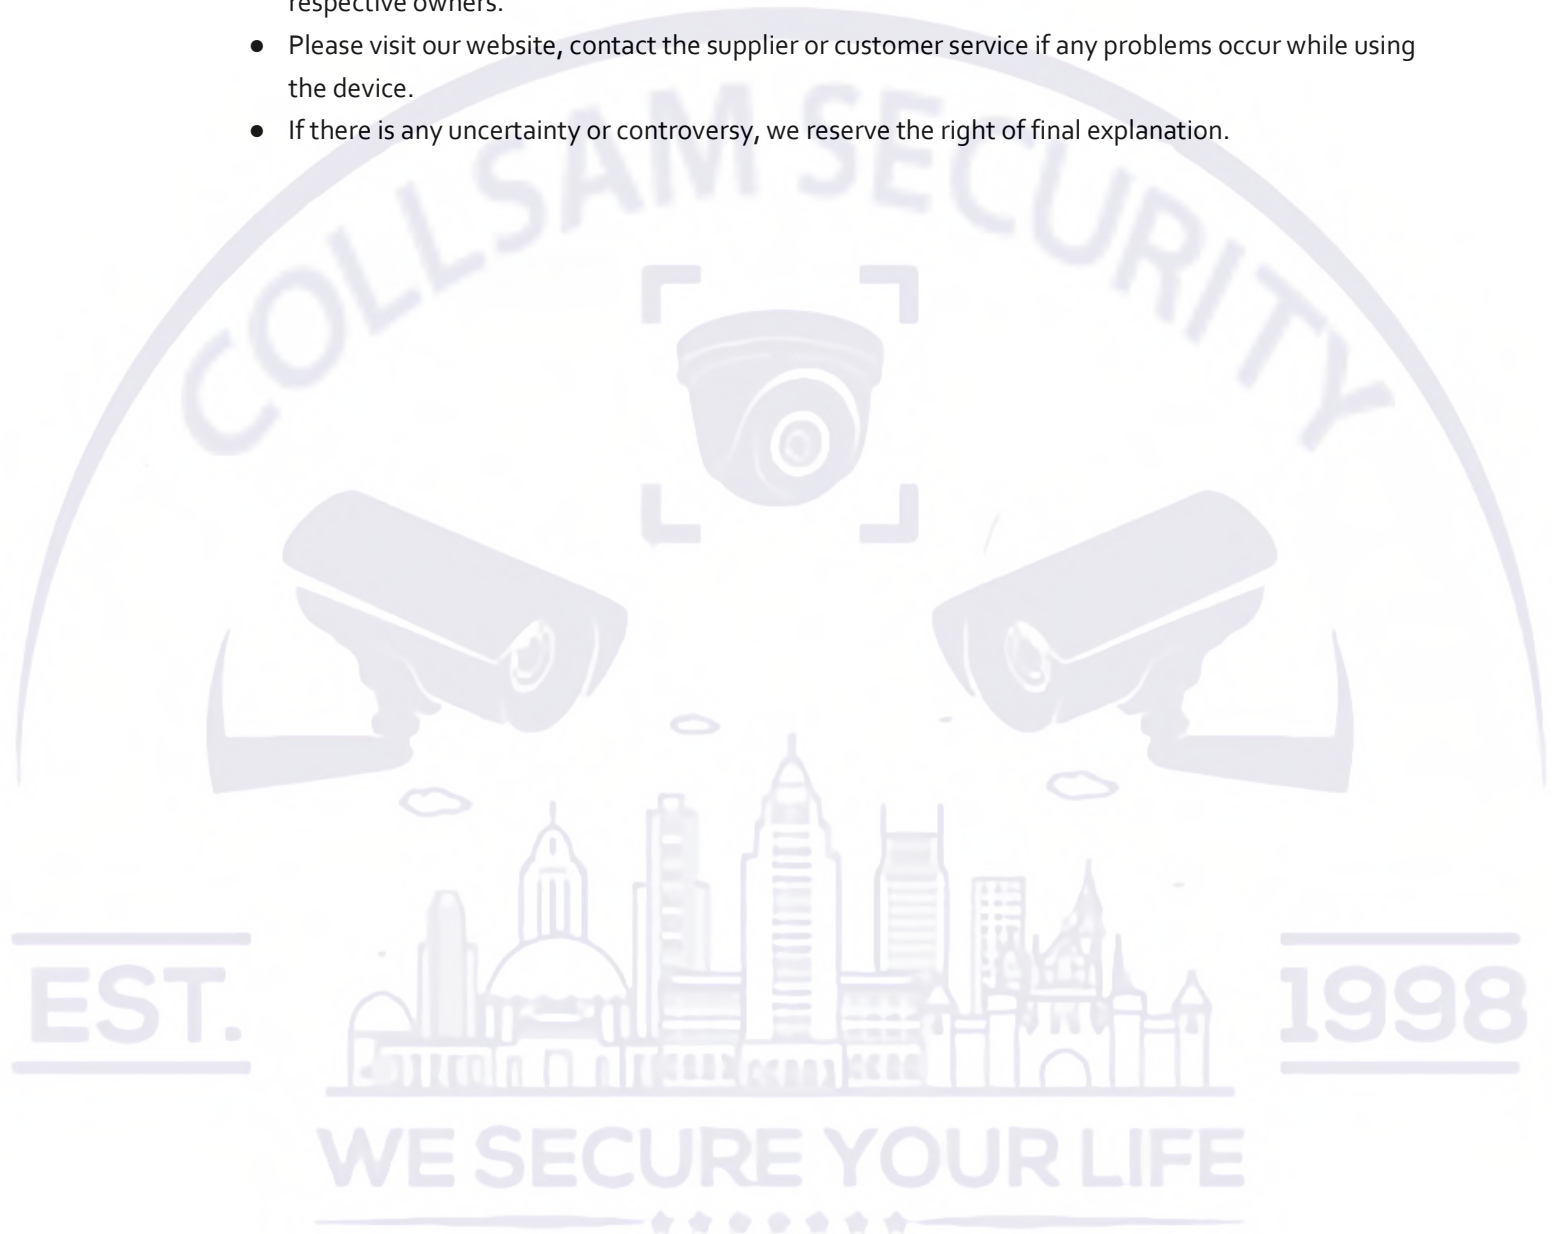 respective owners.
● Please visit our website, contact the supplier or customer service if any problems occur while using
the device.
● If there is any uncertainty or controversy, we reserve the right of final explanation.
COLLSAM SECURITY
EST.
1998
WE SECURE YOUR LIFE